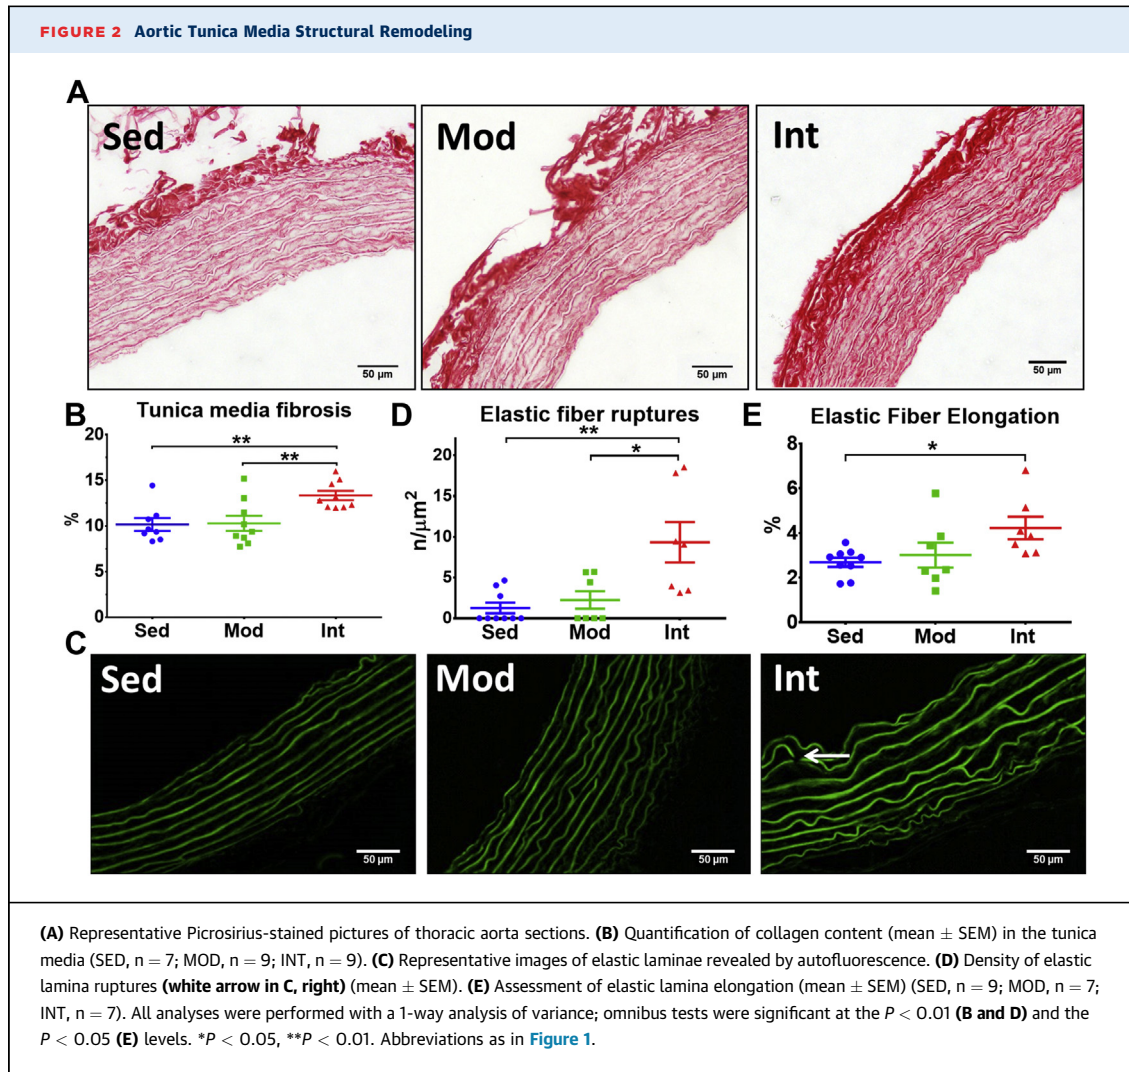 FIGURE 2 Aortic Tunica Media Structural Remodeling
A
Sed
Mod
Int
50 µm
50 µm
50 µm
B
Tunica media fibrosis
20
15
10
5
0
%
**
**
Sed
Mod
Int
D
Elastic fiber ruptures
20
15
10
5
0
n/µm²
**
*
Sed
Mod
Int
E
Elastic Fiber Elongation
8
6
4
2
0
%
*
Sed
Mod
Int
C
Sed
Mod
Int
50 µm
50 µm
50 µm
(A) Representative Picrosirius-stained pictures of thoracic aorta sections. (B) Quantification of collagen content (mean ± SEM) in the tunica
media (SED, n = 7; MOD, n = 9; INT, n = 9). (C) Representative images of elastic laminae revealed by autofluorescence. (D) Density of elastic
lamina ruptures (white arrow in C, right) (mean ± SEM). (E) Assessment of elastic lamina elongation (mean ± SEM) (SED, n = 9; MOD, n = 7;
INT, n = 7). All analyses were performed with a 1-way analysis of variance; omnibus tests were significant at the P < 0.01 (B and D) and the
P < 0.05 (E) levels. *P < 0.05, **P < 0.01. Abbreviations as in Figure 1.